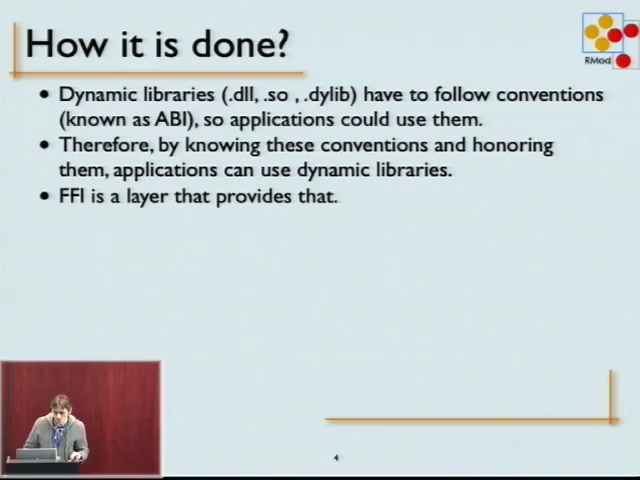 How it is done?
RMod
• Dynamic libraries (.dll, .so , .dylib) have to follow conventions
(known as ABI), so applications could use them.
• Therefore, by knowing these conventions and honoring
them, applications can use dynamic libraries.
• FFI is a layer that provides that.
4